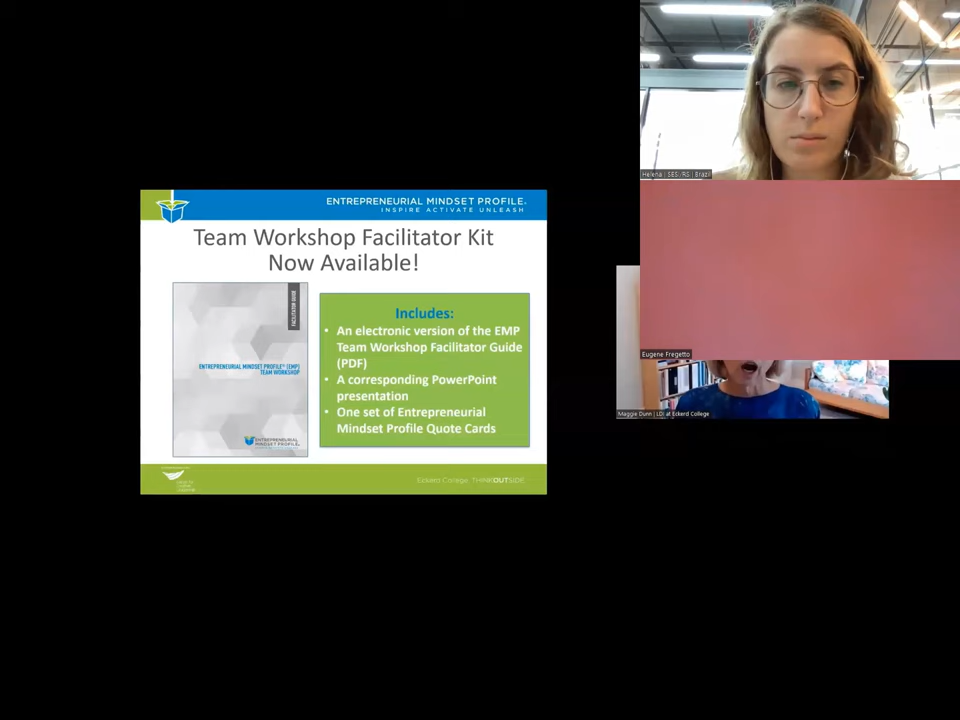 ENTREPRENEURIAL MINDSET PROFILE
INSPIRE ACTIVATE UNLEASH
Team Workshop Facilitator Kit
Now Available!
FACILITATOR GUIDE
ENTREPRENEURIAL MINDSET PROFILE® (EMP)
TEAM WORKSHOP
ENTREPRENEURIAL
MINDSET PROFILE
Includes:
• An electronic version of the EMP
Team Workshop Facilitator Guide
(PDF)
• A corresponding PowerPoint
presentation
• One set of Entrepreneurial
Mindset Profile Quote Cards
Eckerd College. THINKOUTSIDE
Helena | SESI/RS | Brazil
Eugene Fregetto
Maggie Dunn | LDI at Eckerd College